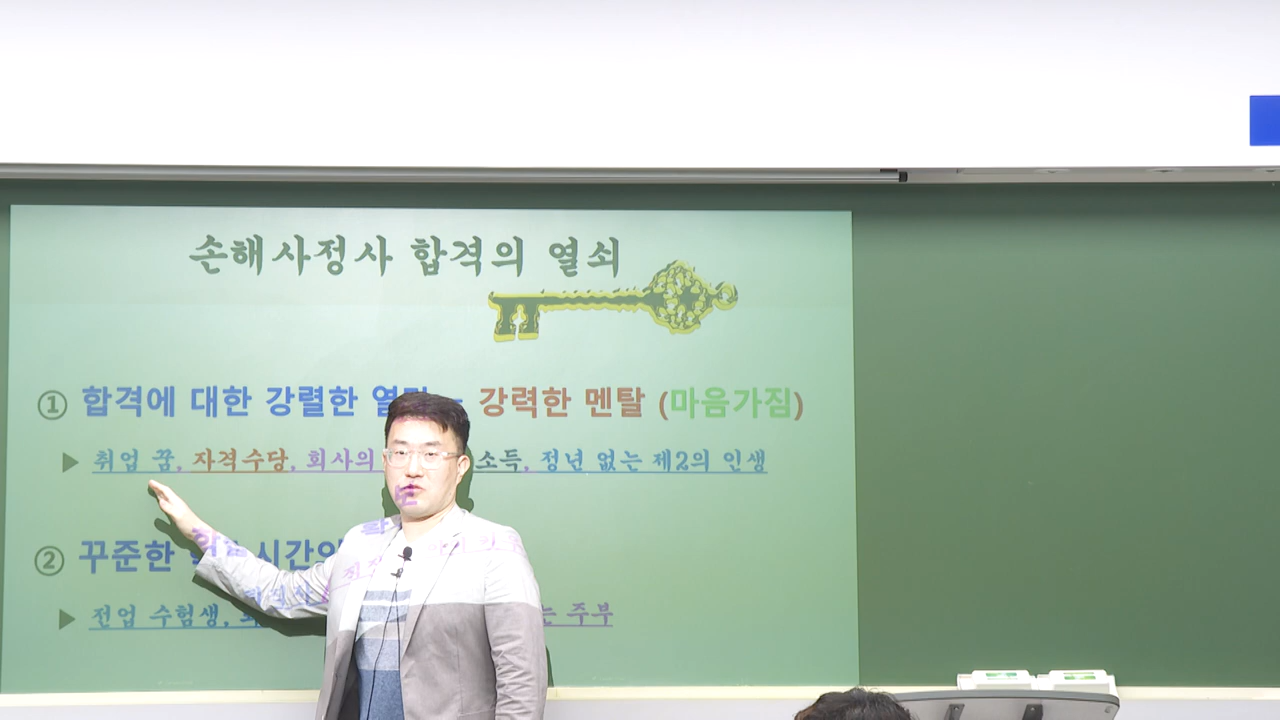 손해사정사 합격의 열쇠
① 합격에 대한 강렬한 강력한 멘탈 (마음가짐)
▶ 취업 꿈, 자격수당, 회사의 소득, 정년 없는 제2의 인생
② 꾸준한
▶ 전업 수험생, 주부